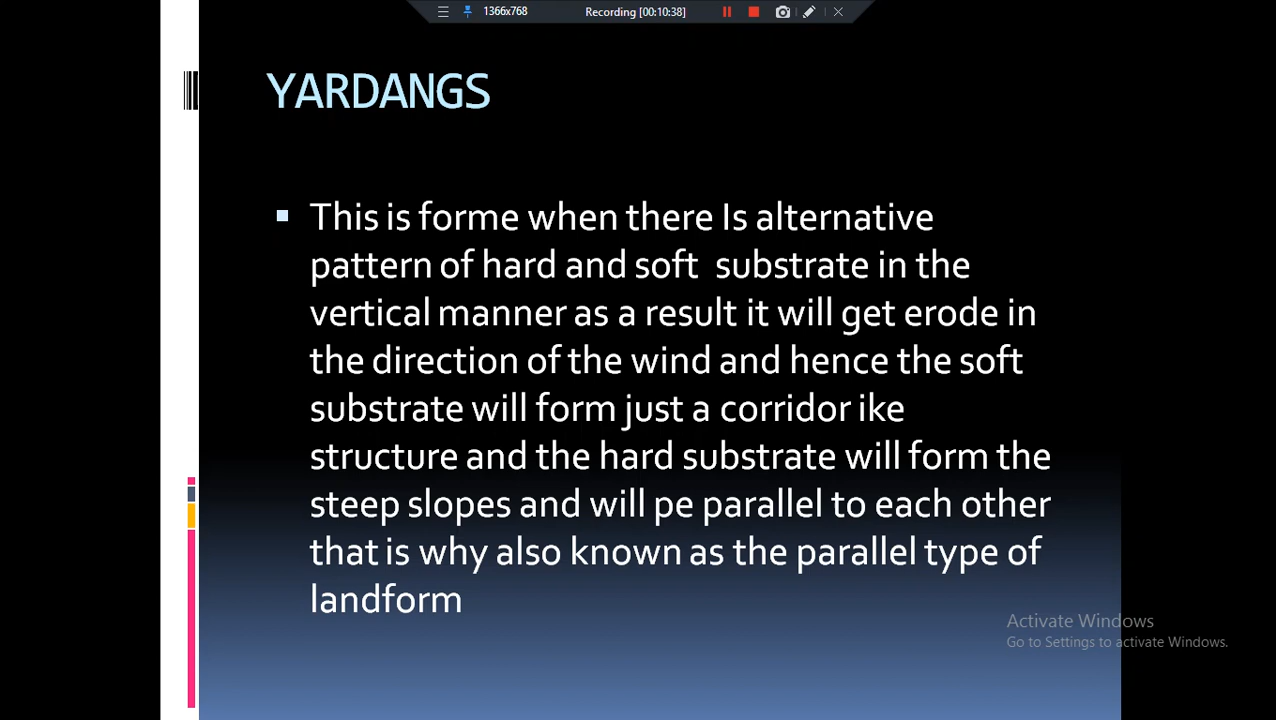 1366x768
Recording [00:10:38]
YARDANGS
This is forme when there Is alternative
pattern of hard and soft substrate in the
vertical manner as a result it will get erode in
the direction of the wind and hence the soft
substrate will form just a corridor ike
structure and the hard substrate will form the
steep slopes and will pe parallel to each other
that is why also known as the parallel type of
landform
Activate Windows
Go to Settings to activate Windows.